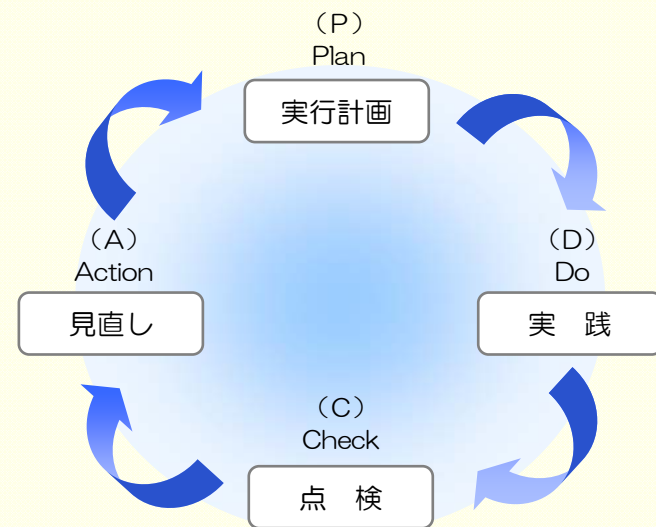 （P）
Plan
実行計画
（D）
Do
実　践
（C）
Check
点　検
（A）
Action
見直し